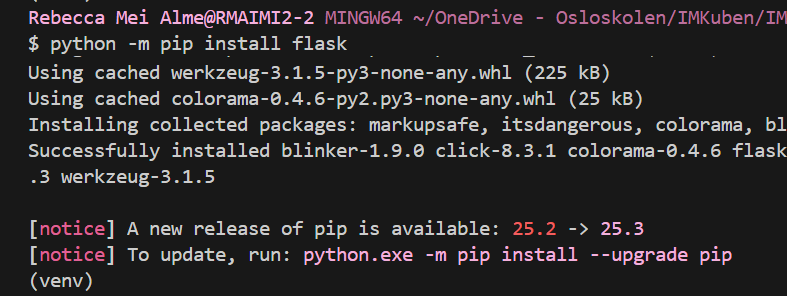 Rebecca Mei Alme@RMAIMI2-2 MINGW64 ~/OneDrive - Osloskolen/IMKuben/IM
$ python -m pip install flask
Using cached werkzeug-3.1.5-py3-none-any.whl (225 kB)
Using cached colorama-0.4.6-py2.py3-none-any.whl (25 kB)
Installing collected packages: markupsafe, itsdangerous, colorama, bl
Successfully installed blinker-1.9.0 click-8.3.1 colorama-0.4.6 flask
.3 werkzeug-3.1.5
[notice] A new release of pip is available: 25.2 -> 25.3
[notice] To update, run: python.exe -m pip install --upgrade pip
(venv)